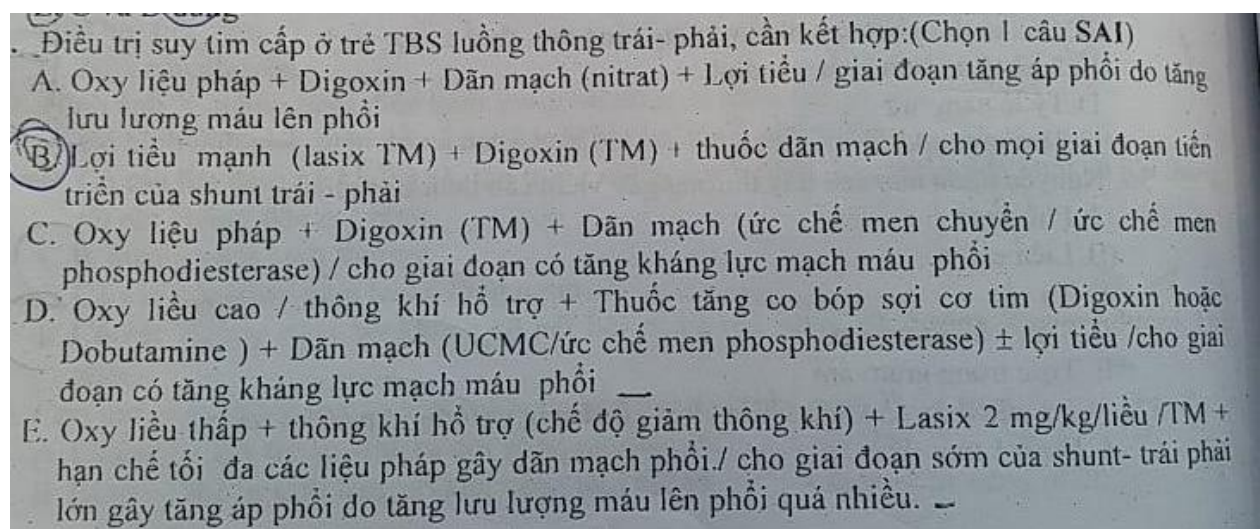 . Điều trị suy tim cấp ở trẻ TBS luồng thông trái- phải, cần kết hợp:(Chọn 1 câu SAI)
A. Oxy liệu pháp + Digoxin + Dãn mạch (nitrat) + Lợi tiểu / giai đoạn tăng áp phổi do tăng
lưu lượng máu lên phổi
B. Lợi tiểu mạnh (lasix TM) + Digoxin (TM) + thuốc dãn mạch / cho mọi giai đoạn tiến
triển của shunt trái - phải
C. Oxy liệu pháp + Digoxin (TM) + Dãn mạch (ức chế men chuyển / ức chế men
phosphodiesterase) / cho giai đoạn có tăng kháng lực mạch máu phổi
D. Oxy liều cao / thông khí hổ trợ + Thuốc tăng co bóp sợi cơ tim (Digoxin hoặc
Dobutamine ) + Dãn mạch (UCMC/ức chế men phosphodiesterase) ± lợi tiểu /cho giai
đoạn có tăng kháng lực mạch máu phổi
E. Oxy liều thấp + thông khí hổ trợ (chế độ giảm thông khí) + Lasix 2 mg/kg/liều /TM +
hạn chế tối đa các liệu pháp gây dãn mạch phổi./ cho giai đoạn sớm của shunt- trái phải
lớn gây tăng áp phổi do tăng lưu lượng máu lên phổi quá nhiều.